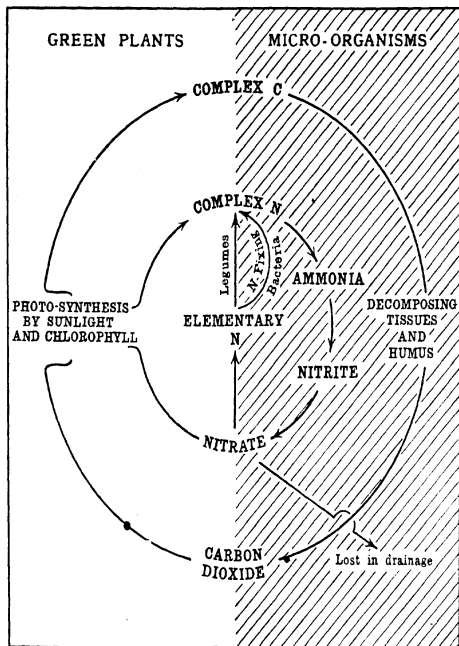 GREEN PLANTS
MICRO-ORGANISMS
COMPLEX C
COMPLEX N
Legumes
N-Fixing
Bacteria
AMMONIA
PHOTO-SYNTHESIS
BY SUNLIGHT
AND CHLOROPHYLL
ELEMENTARY
N
DECOMPOSING
TISSUES
AND
HUMUS
NITRITE
NITRATE
CARBON
DIOXIDE
Lost in drainage